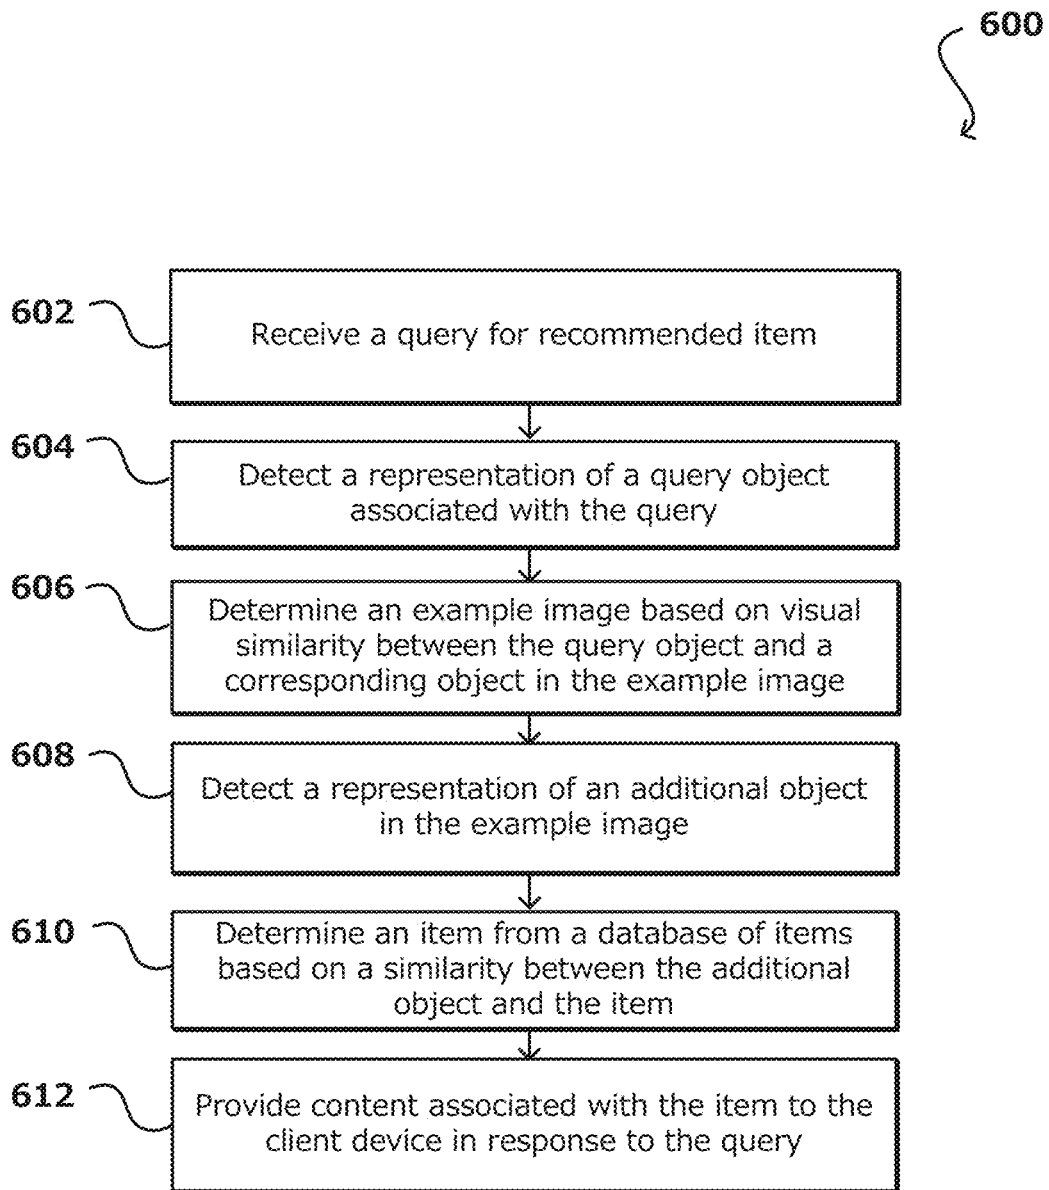 600
602
Receive a query for recommended item
604
Detect a representation of a query object
associated with the query
606
Determine an example image based on visual
similarity between the query object and a
corresponding object in the example image
608
Detect a representation of an additional object
in the example image
610
Determine an item from a database of items
based on a similarity between the additional
object and the item
612
Provide content associated with the item to the
client device in response to the query